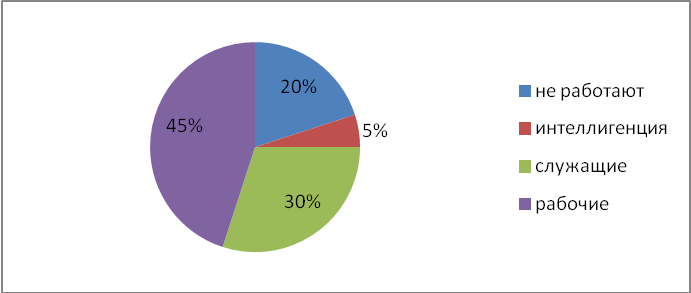 20%
5%
30%
45%
не работают
интеллигенция
служащие
рабочие